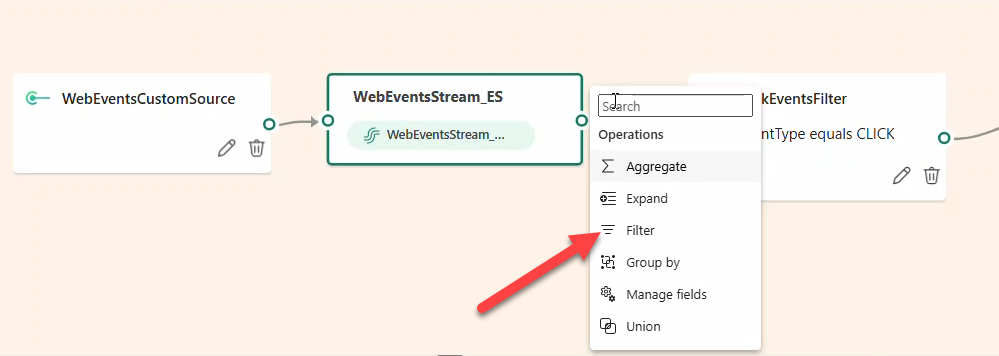 WebEventsCustomSource
WebEventsStream_ES
WebEventsStream_...
Search
Operations
Aggregate
Expand
Filter
Group by
Manage fields
Union
kEventsFilter
ntType equals CLICK